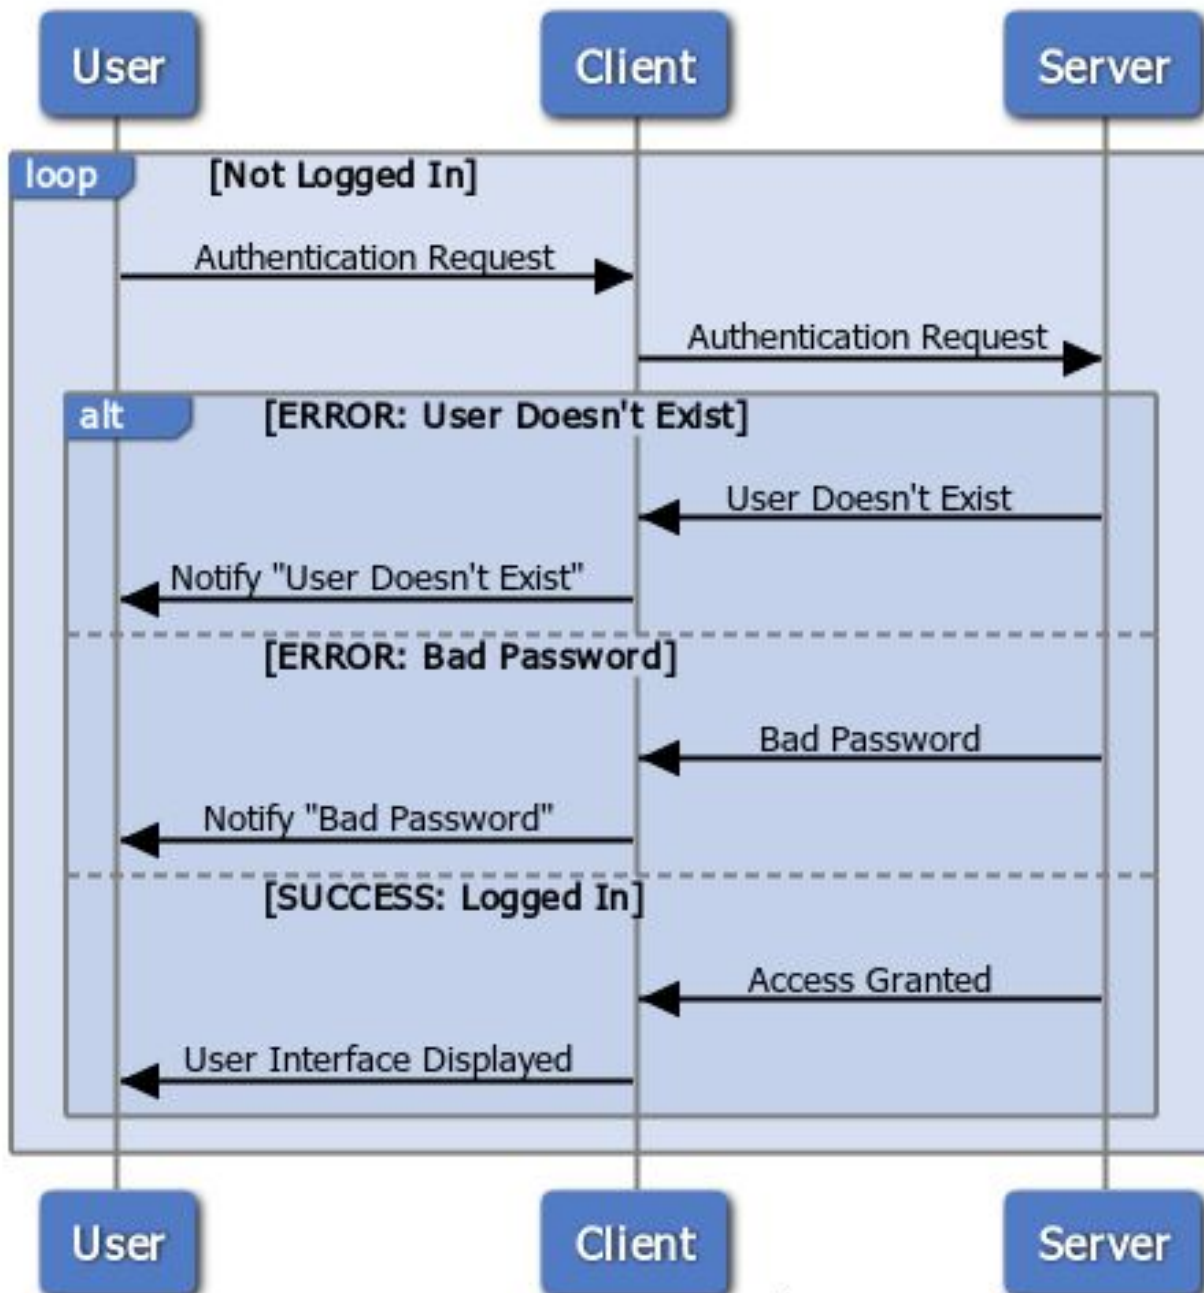 User Client Server
loop [Not Logged In]
Authentication Request
Authentication Request
alt [ERROR: User Doesn't Exist]
User Doesn't Exist
Notify "User Doesn't Exist"
[ERROR: Bad Password]
Bad Password
Notify "Bad Password"
[SUCCESS: Logged In]
Access Granted
User Interface Displayed
User Client Server